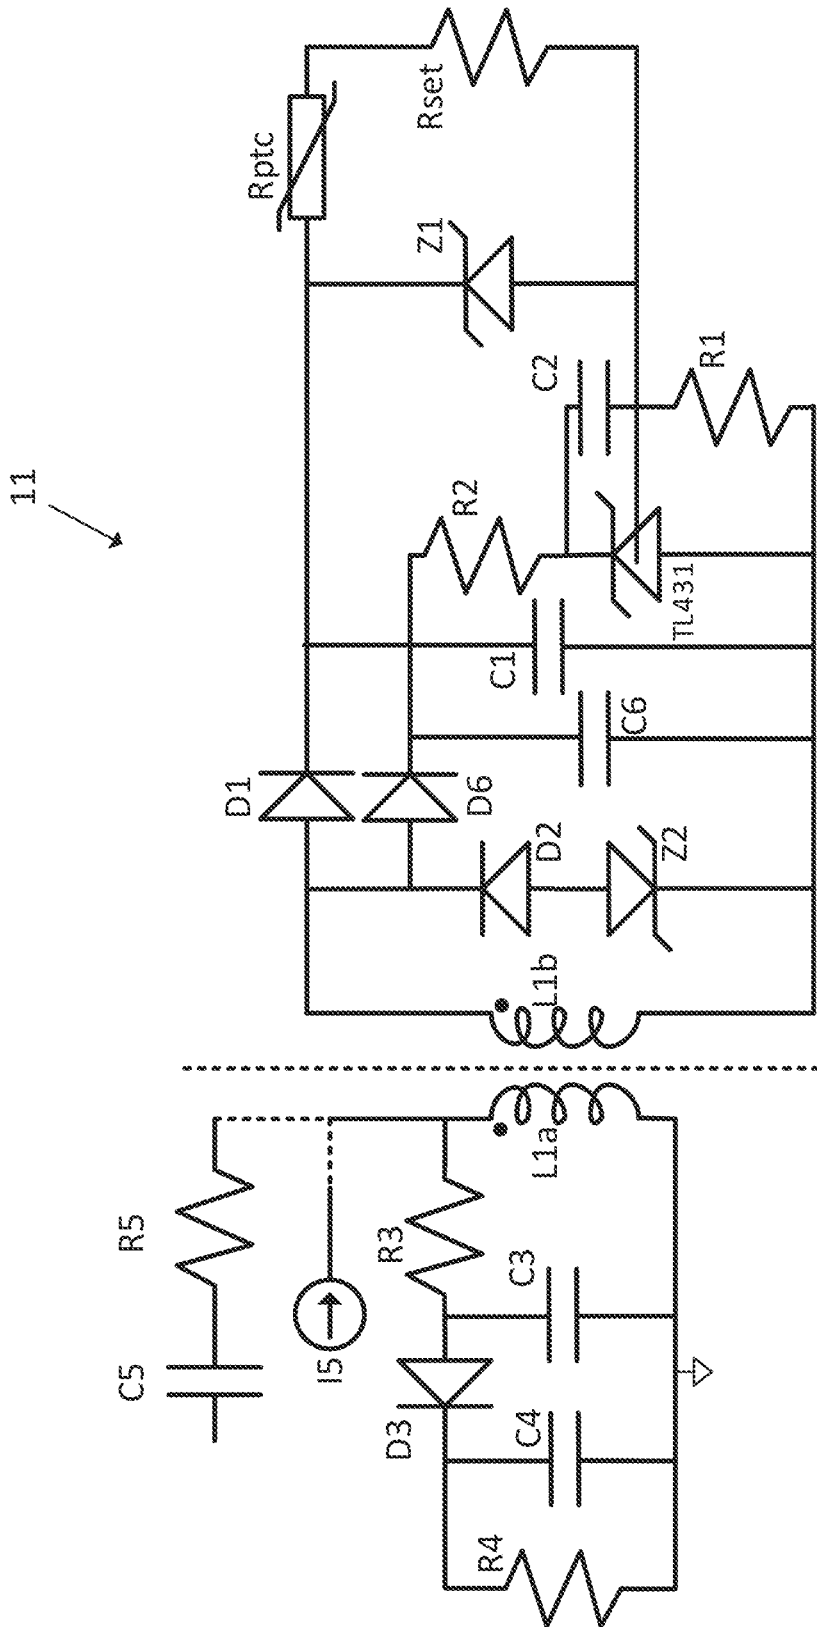 11
Rptc
Rset
Z1
C2
R1
R2
TL431
C1
C6
D1
D6
D2
Z2
L1b
L1a
R5
C5
I5
R3
C3
D3
C4
R4